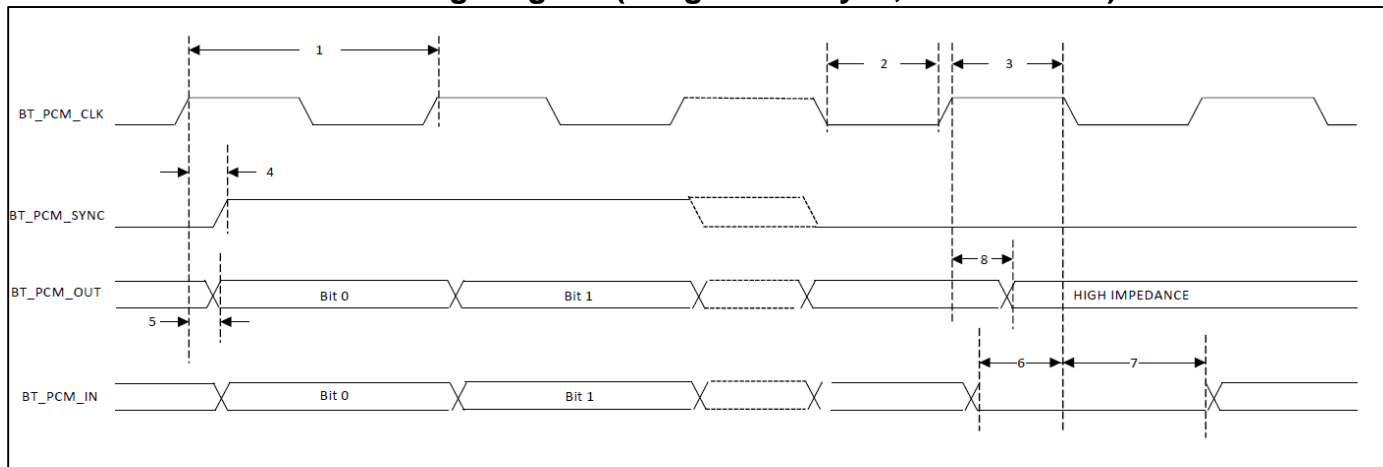 1
2
3
BT_PCM_CLK
4
BT_PCM_SYNC
8
BT_PCM_OUT
Bit 0
Bit 1
HIGH IMPEDANCE
5
6
7
BT_PCM_IN
Bit 0
Bit 1